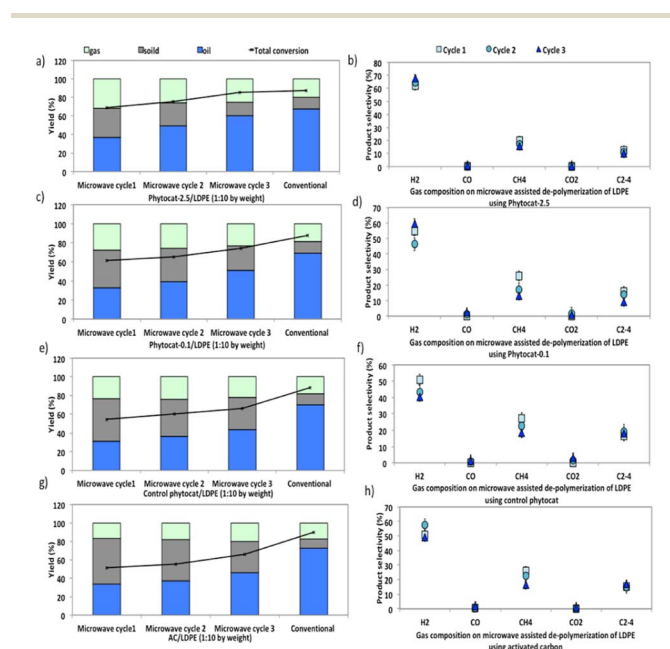 gas soild oil Total conversion
a)
Yield (%)
120
100
80
60
40
20
0
Microwave cycle1 Microwave cycle 2 Microwave cycle 3 Conventional
Phytocat-2.5/LDPE (1:10 by weight)
Cycle 1 Cycle 2 Cycle 3
b)
Product selectivity (%)
80
70
60
50
40
30
20
10
0
H2 CO CH4 CO2 C2-4
Gas composition on microwave assisted de-polymerization of LDPE
using Phytocat-2.5
c)
Yield (%)
120
100
80
60
40
20
0
Microwave cycle1 Microwave cycle 2 Microwave cycle 3 Conventional
Phytocat-0.1/LDPE (1:10 by weight)
d)
Product selectivity (%)
70
60
50
40
30
20
10
0
H2 CO CH4 CO2 C2-4
Gas composition on microwave assisted de-polymerization of LDPE
using Phytocat-0.1
e)
Yield (%)
120
100
80
60
40
20
0
Microwave cycle1 Microwave cycle 2 Microwave cycle 3 Conventional
Control phytocat/LDPE (1:10 by weight)
f)
Product selectivity (%)
60
50
40
30
20
10
0
H2 CO CH4 CO2 C2-4
Gas composition on microwave assisted de-polymerization of LDPE
using control phytocat
g)
Yield (%)
120
100
80
60
40
20
0
Microwave cycle1 Microwave cycle 2 Microwave cycle 3 Conventional
AC/LDPE (1:10 by weight)
h)
Product selectivity (%)
70
60
50
40
30
20
10
0
H2 CO CH4 CO2 C2-4
Gas composition on microwave assisted de-polymerization of LDPE
using activated carbon